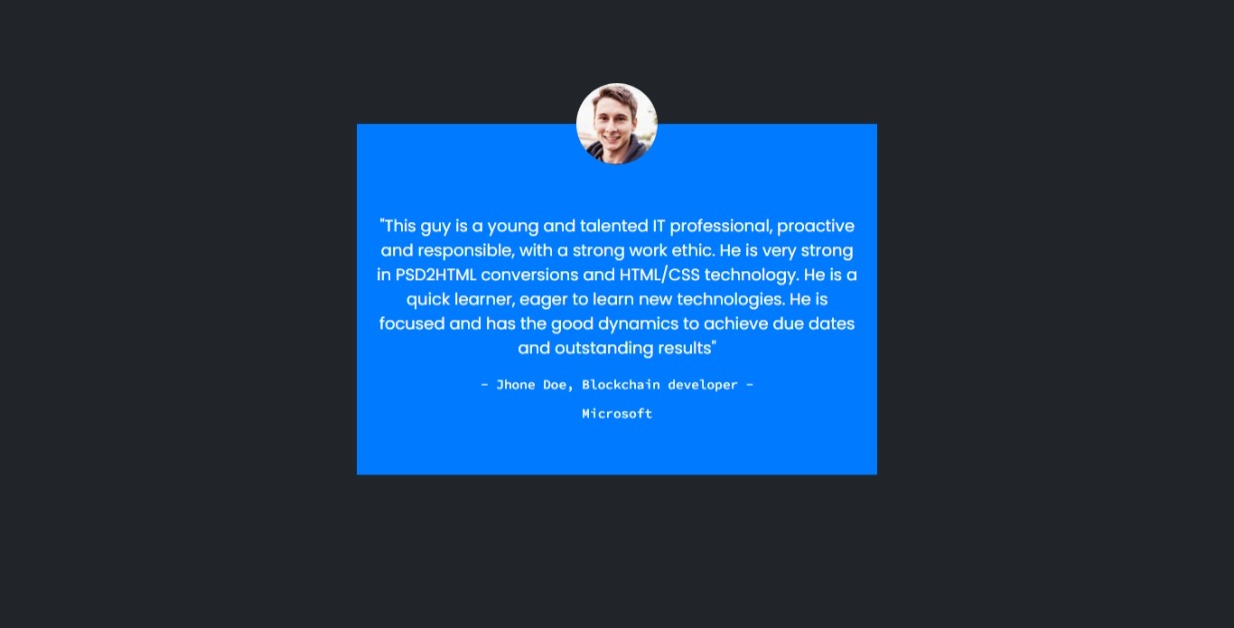 "This guy is a young and talented IT professional, proactive
and responsible, with a strong work ethic. He is very strong
in PSD2HTML conversions and HTML/CSS technology. He is a
quick learner, eager to learn new technologies. He is
focused and has the good dynamics to achieve due dates
and outstanding results"
- Jhone Doe, Blockchain developer -
Microsoft